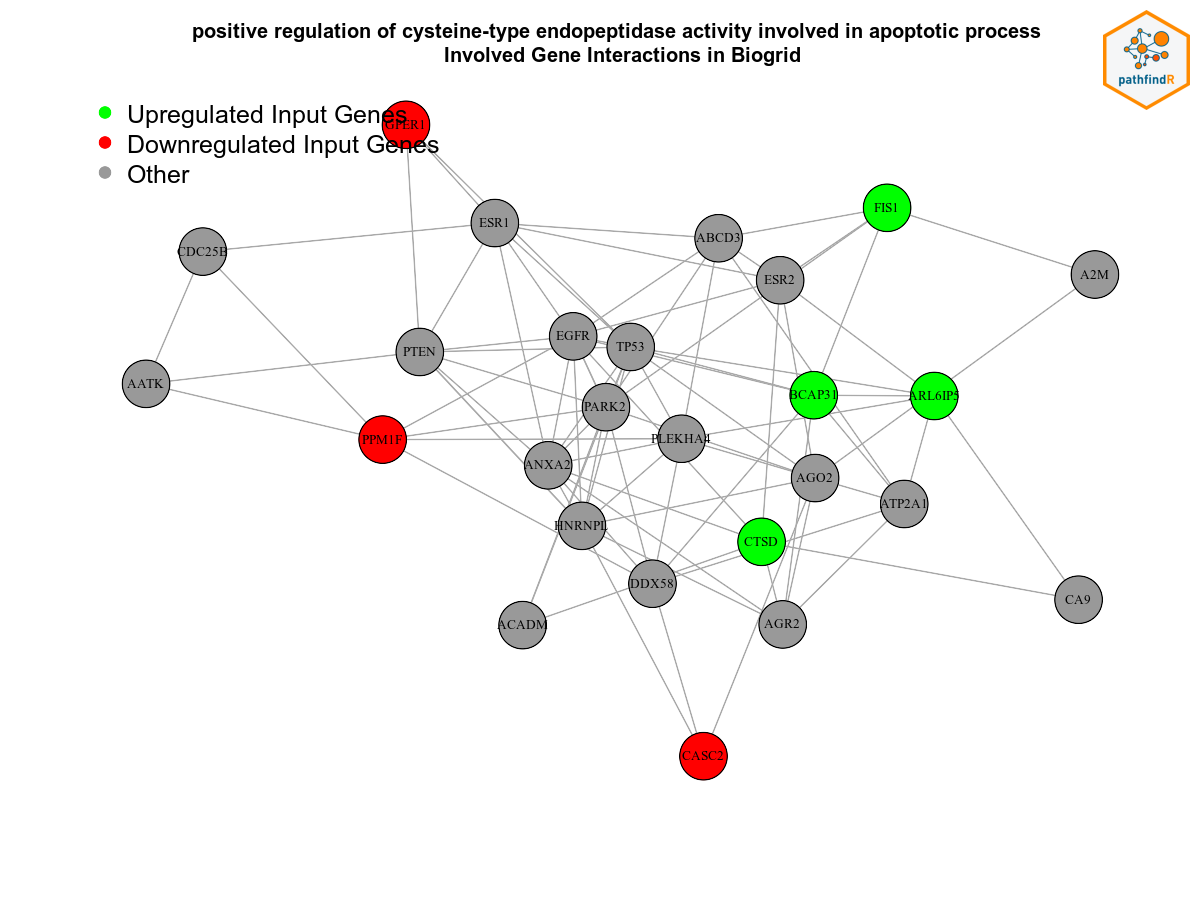 positive regulation of cysteine-type endopeptidase activity involved in apoptotic process
Involved Gene Interactions in Biogrid
pathfindR
Upregulated Input Genes
GPER1
Downregulated Input Genes
Other
FIS1
ESR1
ABCD3
CDC25B
A2M
ESR2
EGFR
TP53
PTEN
AATK
BCAP31
ARL6IP5
PARK2
PPM1F
PLEKHA4
ANXA2
AGO2
ATP2A1
HNRNPL
CTSD
DDX58
CA9
ACADM
AGR2
CASC2